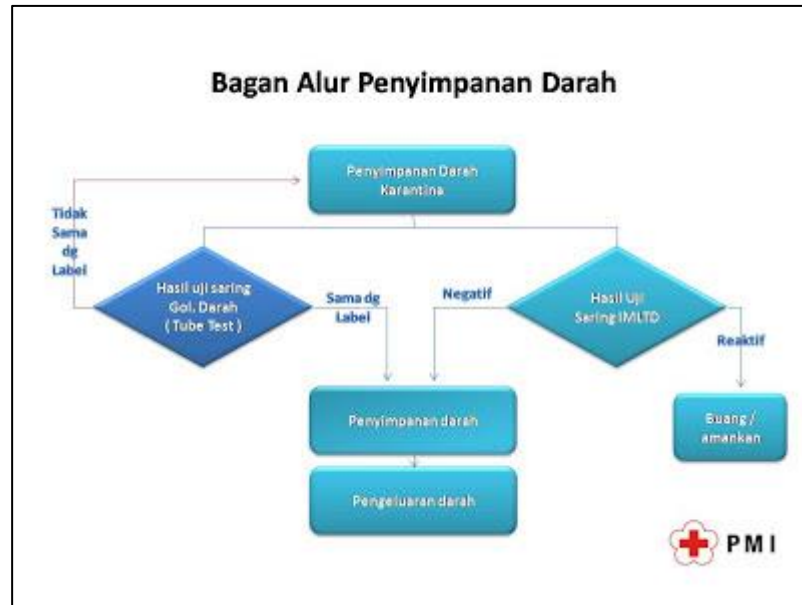 Bagan Alur Penyimpanan Darah
Penyimpanan Darah
Karantina
Tidak
Sama
dg
Label
Hasil uji saring
Gol. Darah
( Tube Test )
Sama dg
Label
Negatif
Hasil Uji
Saring IMLTD
Reaktif
Penyimpanan darah
Buang /
amankan
Pengeluaran darah
PMI